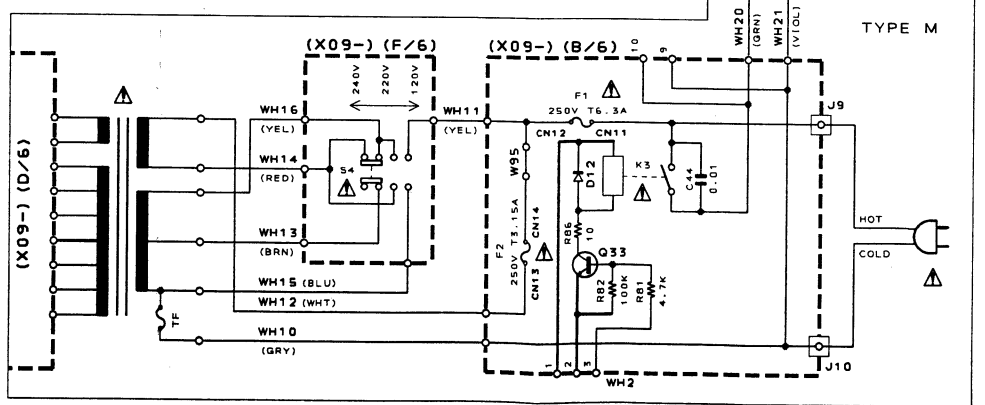 WH20
(GRN)
WH21
(VIOL)
TYPE M
(X09-) (F/6)
(X09-) (B/6)
10
9
240V
220V
120V
F1
250V T6.3A
J9
WH16
(YEL)
WH11
(YEL)
CN12
CN11
(X09-) (D/6)
WH14
(RED)
S4
W95
D12
K3
C44
0.01
HOT
COLD
F2
250V T3.15A
CN14
CN13
R86
10
WH13
(BRN)
Q33
R82
100K
R81
4.7K
WH15 (BLU)
WH12 (WHT)
TF
WH10
(GRY)
1
2
3
WH2
J10